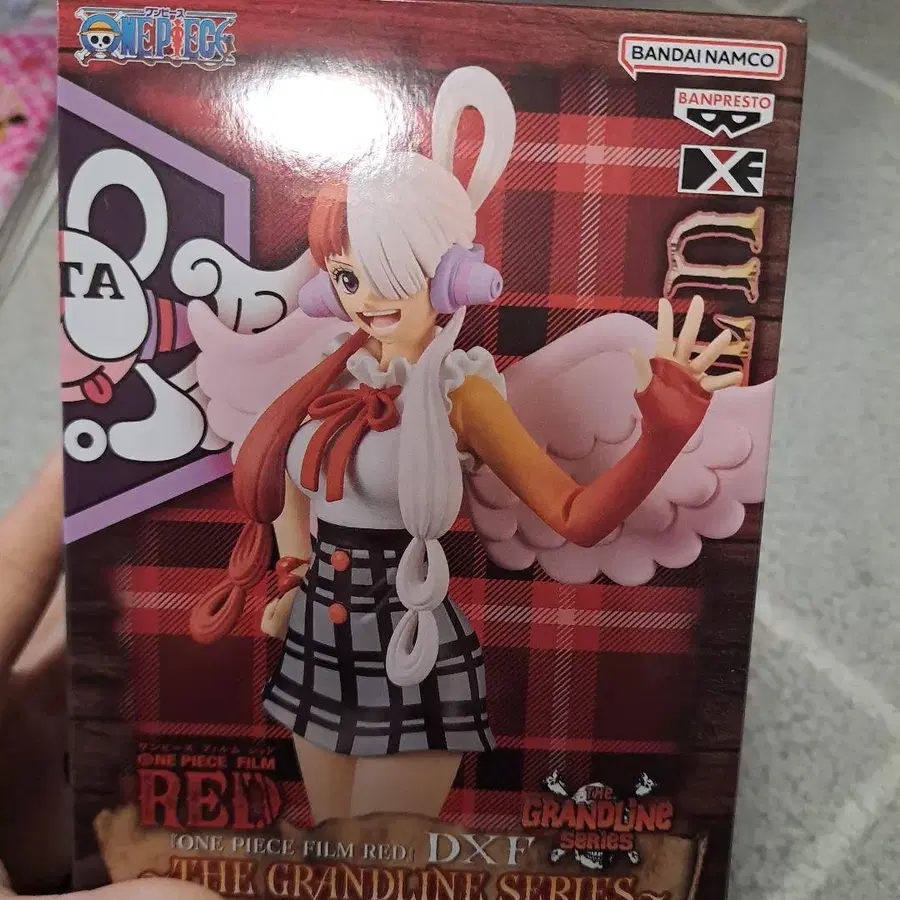 ワンピース
ONE PIECE
BANDAI NAMCO
BANPRESTO
DXF
TA
ワンピース フィルム レッド
ONE PIECE FILM
RED
The
GRANDLINE
SERIES
「ONE PIECE FILM RED」 DXF
~THE GRANDLINE SERIES~